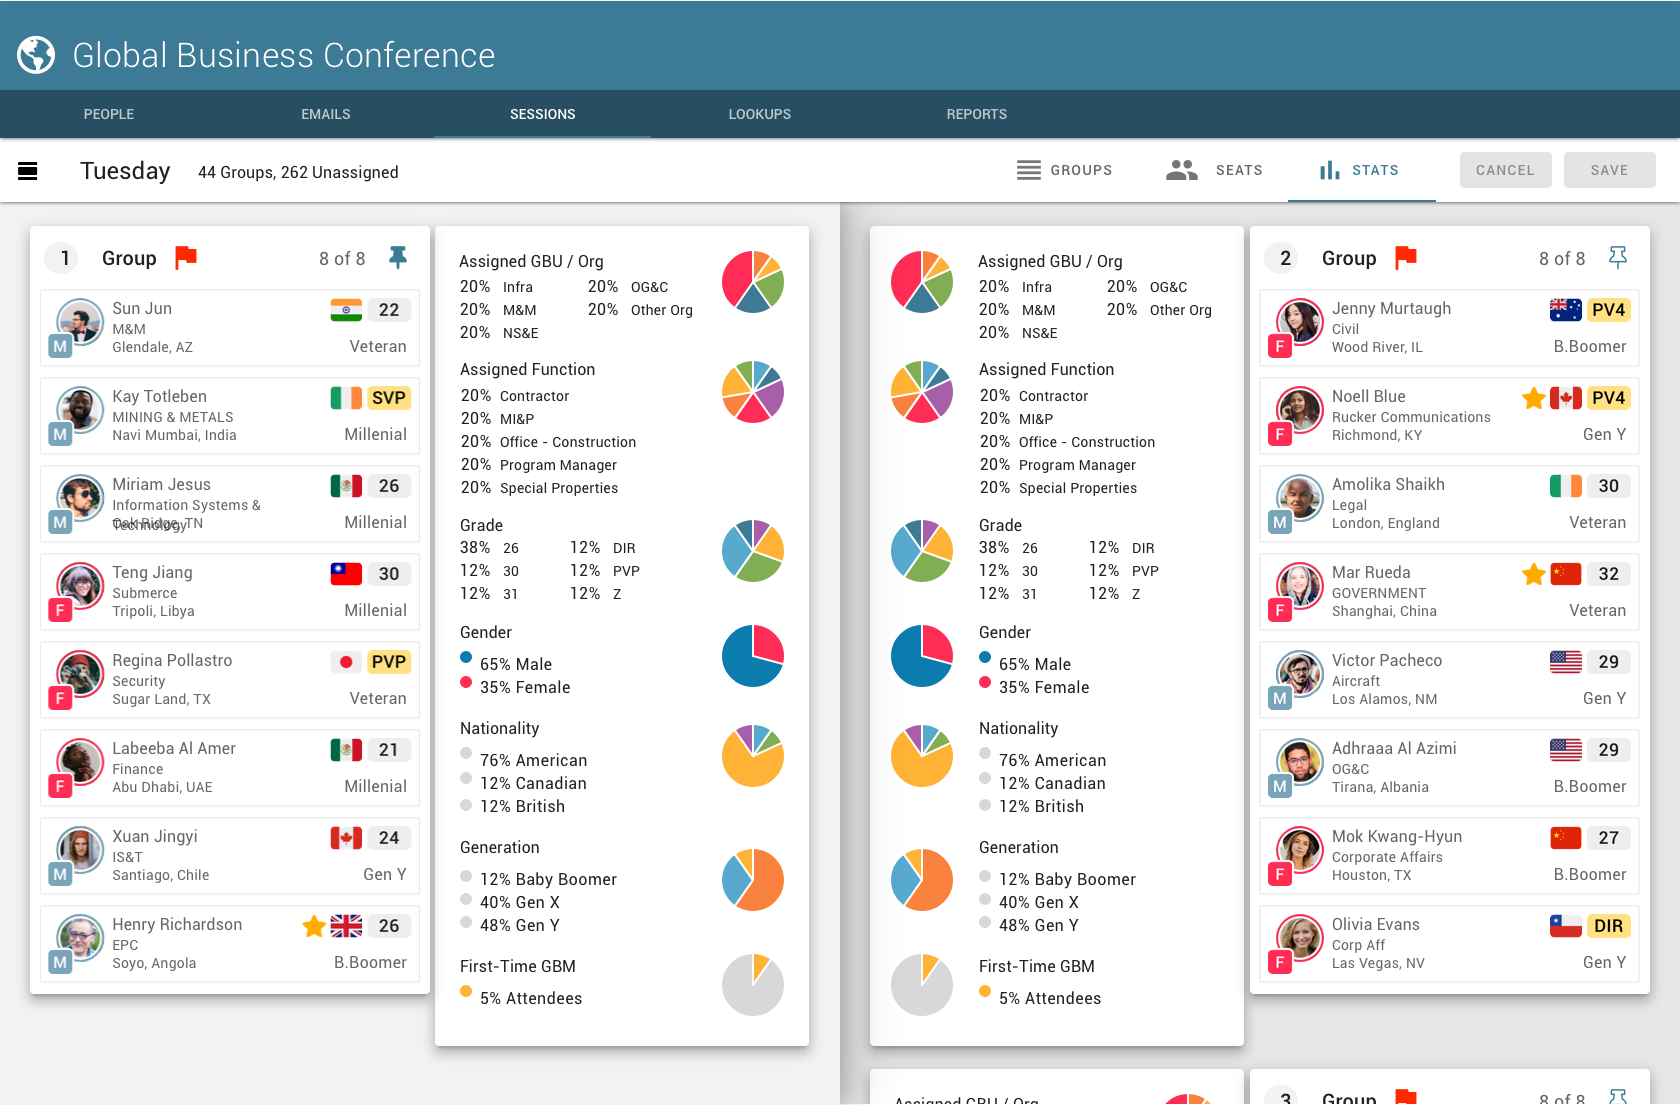 Global Business Conference
PEOPLE
EMAILS
SESSIONS
LOOKUPS
REPORTS
Tuesday
44 Groups, 262 Unassigned
GROUPS
SEATS
STATS
CANCEL
SAVE
1 Group 8 of 8
Sun Jun 22
M&M
M Glendale, AZ Veteran
Kay Totleben SVP
MINING & METALS
M Navi Mumbai, India Millenial
Miriam Jesus 26
Information Systems &
Technology
M Oak Ridge, TN Millenial
Teng Jiang 30
Submerce
F Tripoli, Libya Millenial
Regina Pollastro PVP
Security
F Sugar Land, TX Veteran
Labeeba Al Amer 21
Finance
F Abu Dhabi, UAE Millenial
Xuan Jingyi 24
IS&T
M Santiago, Chile Gen Y
Henry Richardson 26
EPC
M Soyo, Angola B.Boomer
Assigned GBU / Org
20% Infra 20% OG&C
20% M&M 20% Other Org
20% NS&E
Assigned Function
20% Contractor
20% MI&P
20% Office - Construction
20% Program Manager
20% Special Properties
Grade
38% 26 12% DIR
12% 30 12% PVP
12% 31 12% Z
Gender
65% Male
35% Female
Nationality
76% American
12% Canadian
12% British
Generation
12% Baby Boomer
40% Gen X
48% Gen Y
First-Time GBM
5% Attendees
Assigned GBU / Org
20% Infra 20% OG&C
20% M&M 20% Other Org
20% NS&E
Assigned Function
20% Contractor
20% MI&P
20% Office - Construction
20% Program Manager
20% Special Properties
Grade
38% 26 12% DIR
12% 30 12% PVP
12% 31 12% Z
Gender
65% Male
35% Female
Nationality
76% American
12% Canadian
12% British
Generation
12% Baby Boomer
40% Gen X
48% Gen Y
First-Time GBM
5% Attendees
2 Group 8 of 8
Jenny Murtaugh PV4
Civil
F Wood River, IL B.Boomer
Noell Blue PV4
Rucker Communications
F Richmond, KY Gen Y
Amolika Shaikh 30
Legal
M London, England Veteran
Mar Rueda 32
GOVERNMENT
F Shanghai, China Veteran
Victor Pacheco 29
Aircraft
M Los Alamos, NM Gen Y
Adhraaa Al Azimi 29
OG&C
M Tirana, Albania B.Boomer
Mok Kwang-Hyun 27
Corporate Affairs
F Houston, TX B.Boomer
Olivia Evans DIR
Corp Aff
F Las Vegas, NV Gen Y
Assigned GBU / Org
3 Group 8 of 8